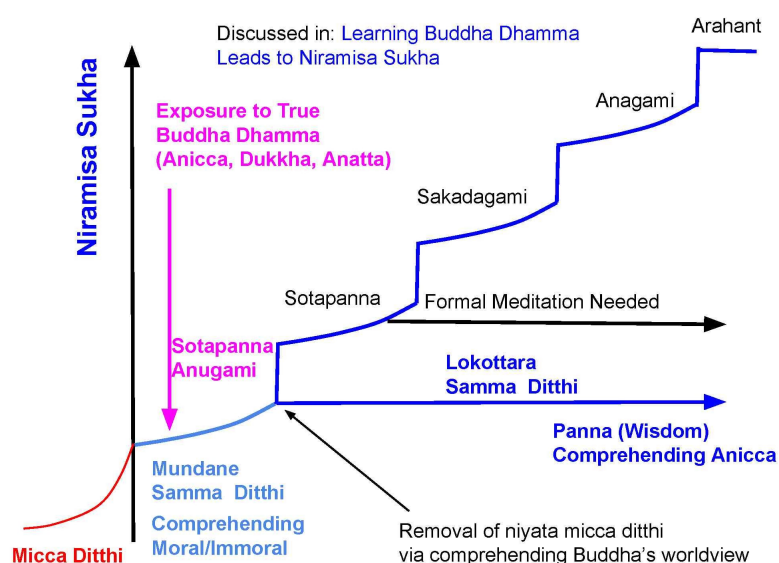 Discussed in: Learning Buddha Dhamma
Leads to Niramisa Sukha
Arahant
Anagami
Niramisa Sukha
Exposure to True
Buddha Dhamma
(Anicca, Dukkha, Anatta)
Sakadagami
Sotapanna
Formal Meditation Needed
Sotapanna
Anugami
Lokottara
Samma Ditthi
Panna (Wisdom)
Comprehending Anicca
Mundane
Samma Ditthi
Comprehending
Moral/Immoral
Micca Ditthi
Removal of niyata micca ditthi
via comprehending Buddha's worldview